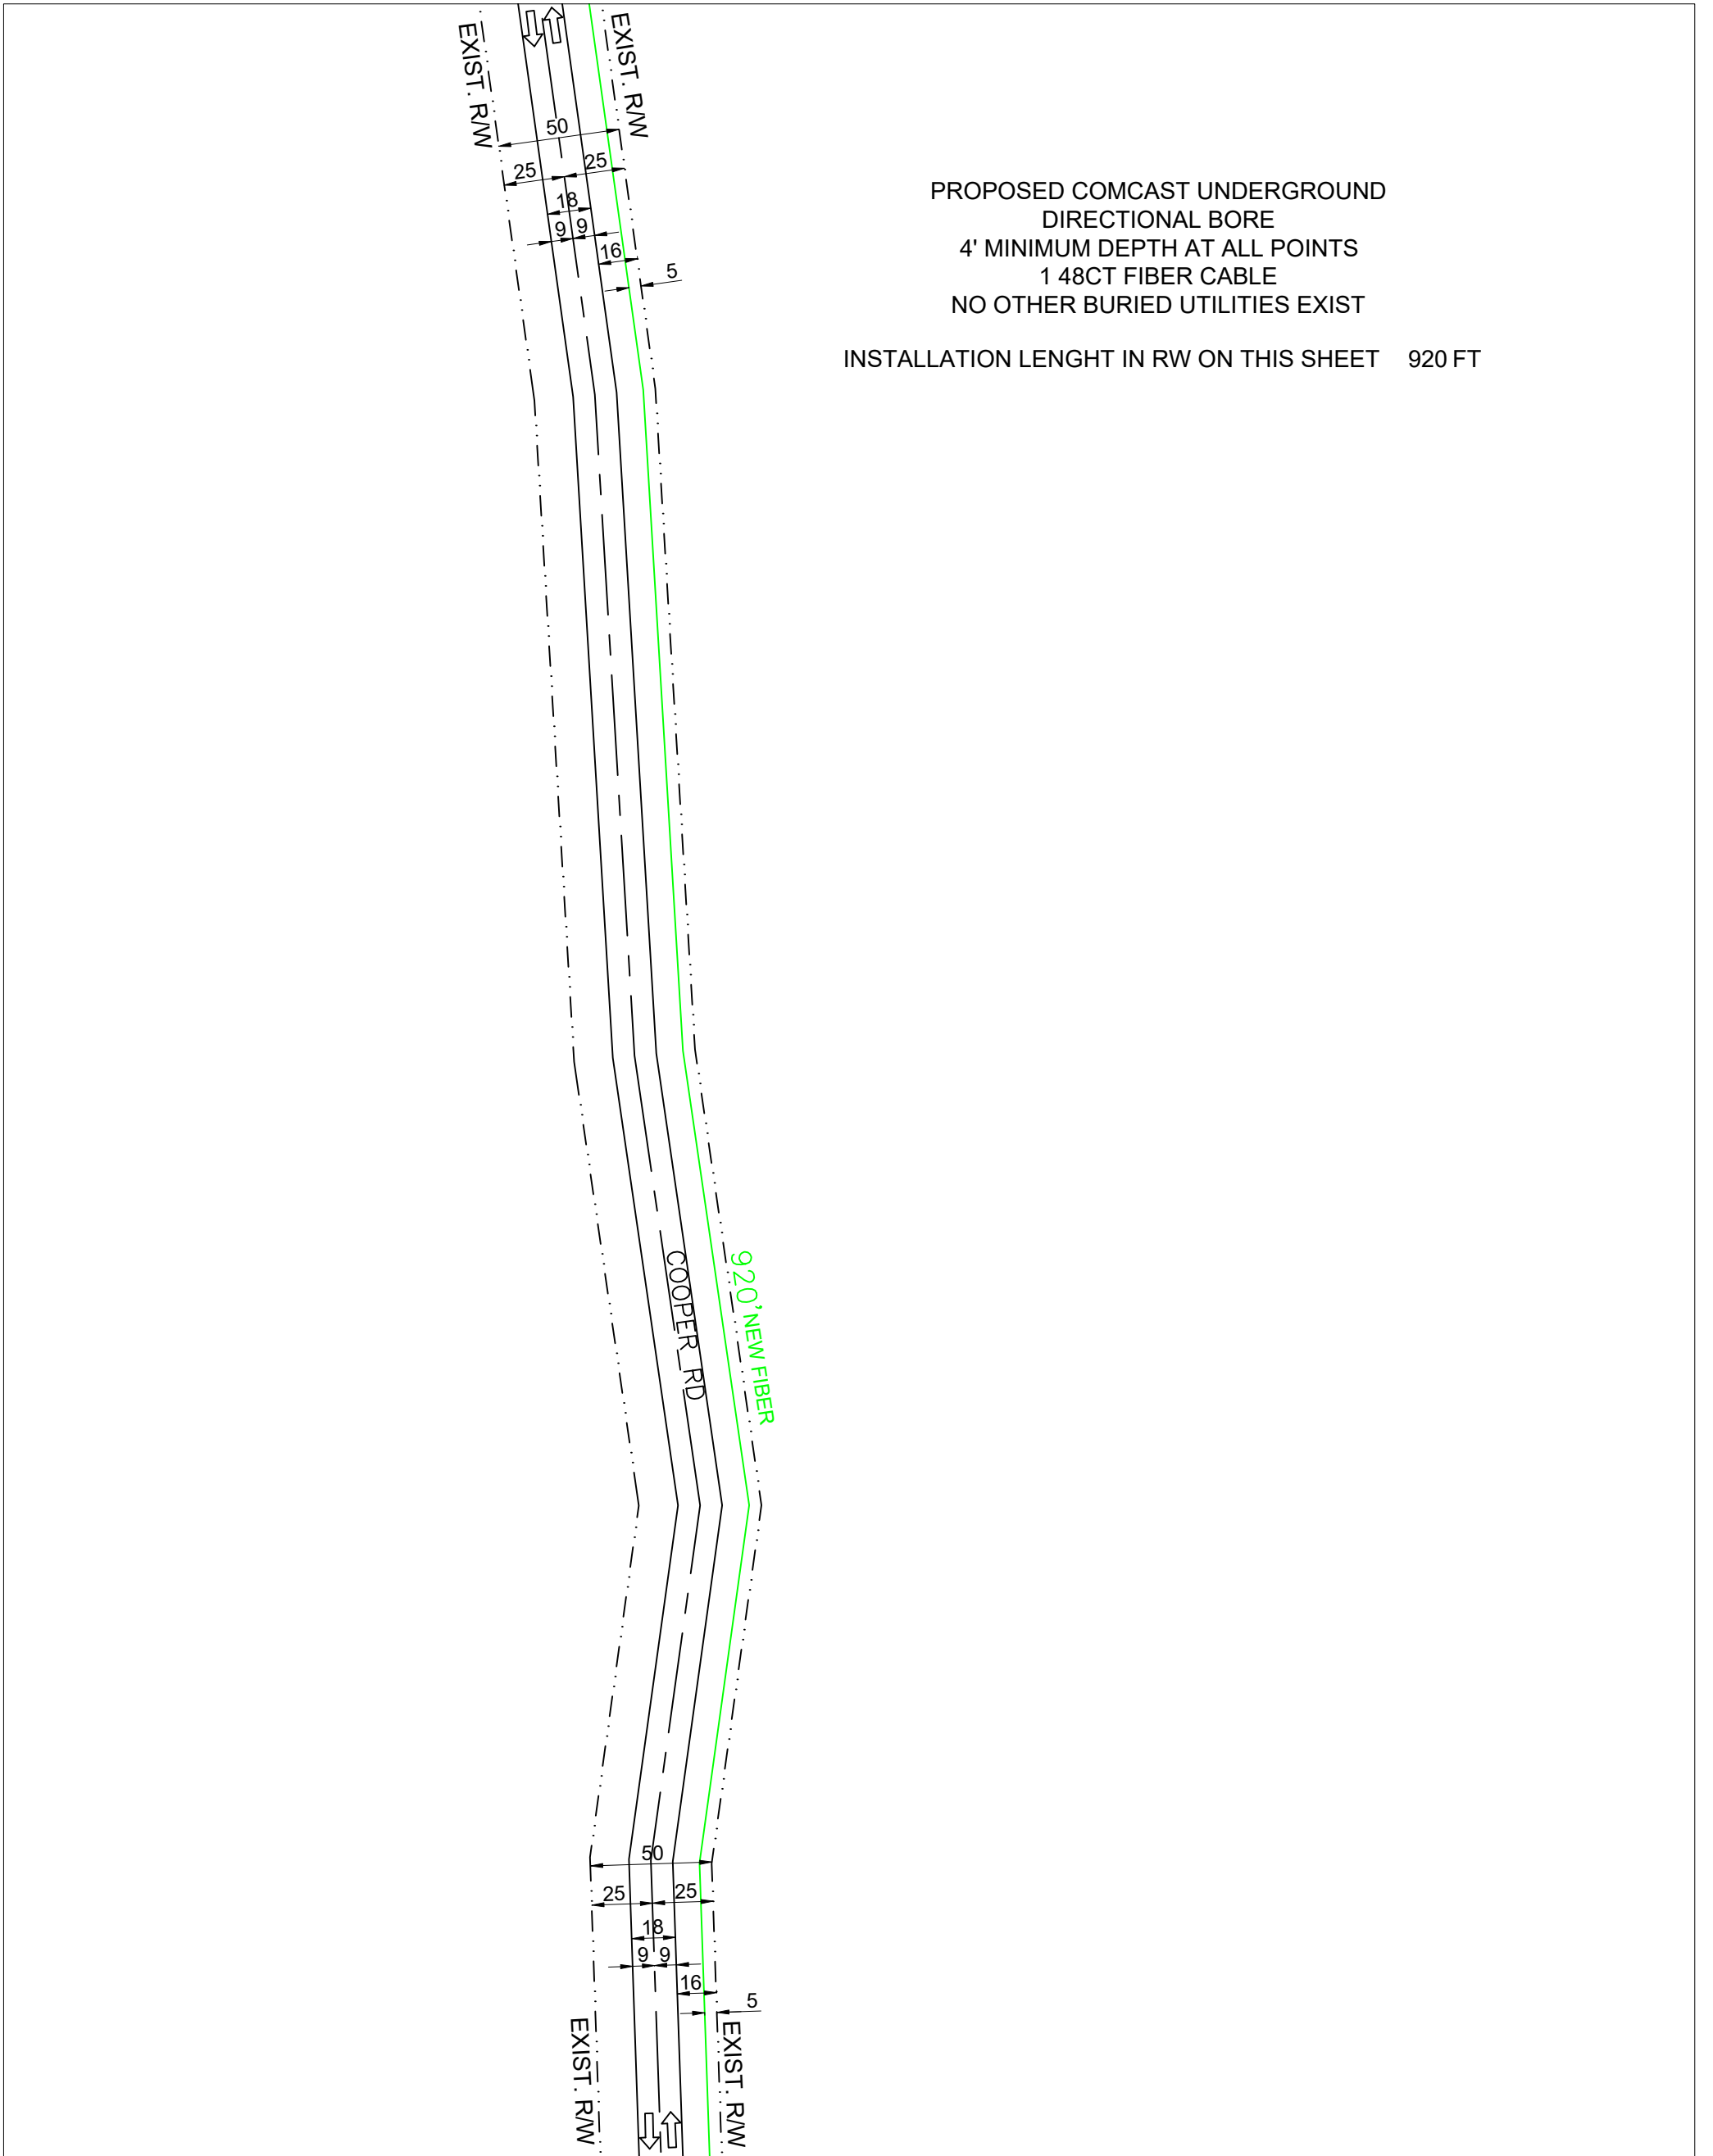 EXIST. R/W
EXIST. R/W
50
25
25
18
9
9
16
5
PROPOSED COMCAST UNDERGROUND
DIRECTIONAL BORE
4' MINIMUM DEPTH AT ALL POINTS
1 48CT FIBER CABLE
NO OTHER BURIED UTILITIES EXIST
INSTALLATION LENGHT IN RW ON THIS SHEET 920 FT
COOPER RD
920' NEW FIBER
50
25
25
18
9
9
16
5
EXIST. R/W
EXIST. R/W